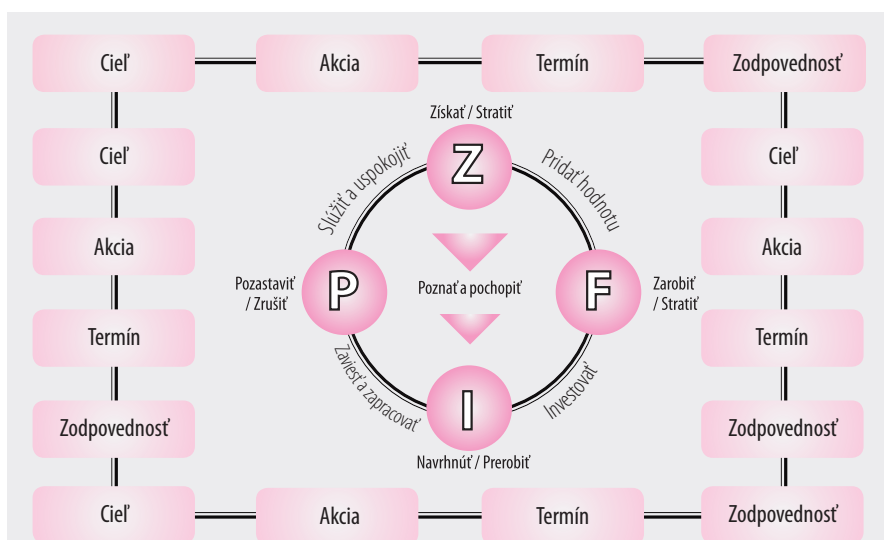 Cieľ
Akcia
Termín
Zodpovednosť
Získať / Stratiť
Cieľ
Slúžiť a uspokojiť
Z
Pridať hodnotu
Cieľ
Akcia
Akcia
Pozastaviť
/ Zrušiť
P
Poznať a pochopiť
F
Zarobiť
/ Stratiť
Termín
Termín
Zaviesť a zapracovať
I
Investovať
Zodpovednosť
Zodpovednosť
Navrhnúť / Prerobiť
Cieľ
Akcia
Termín
Zodpovednosť